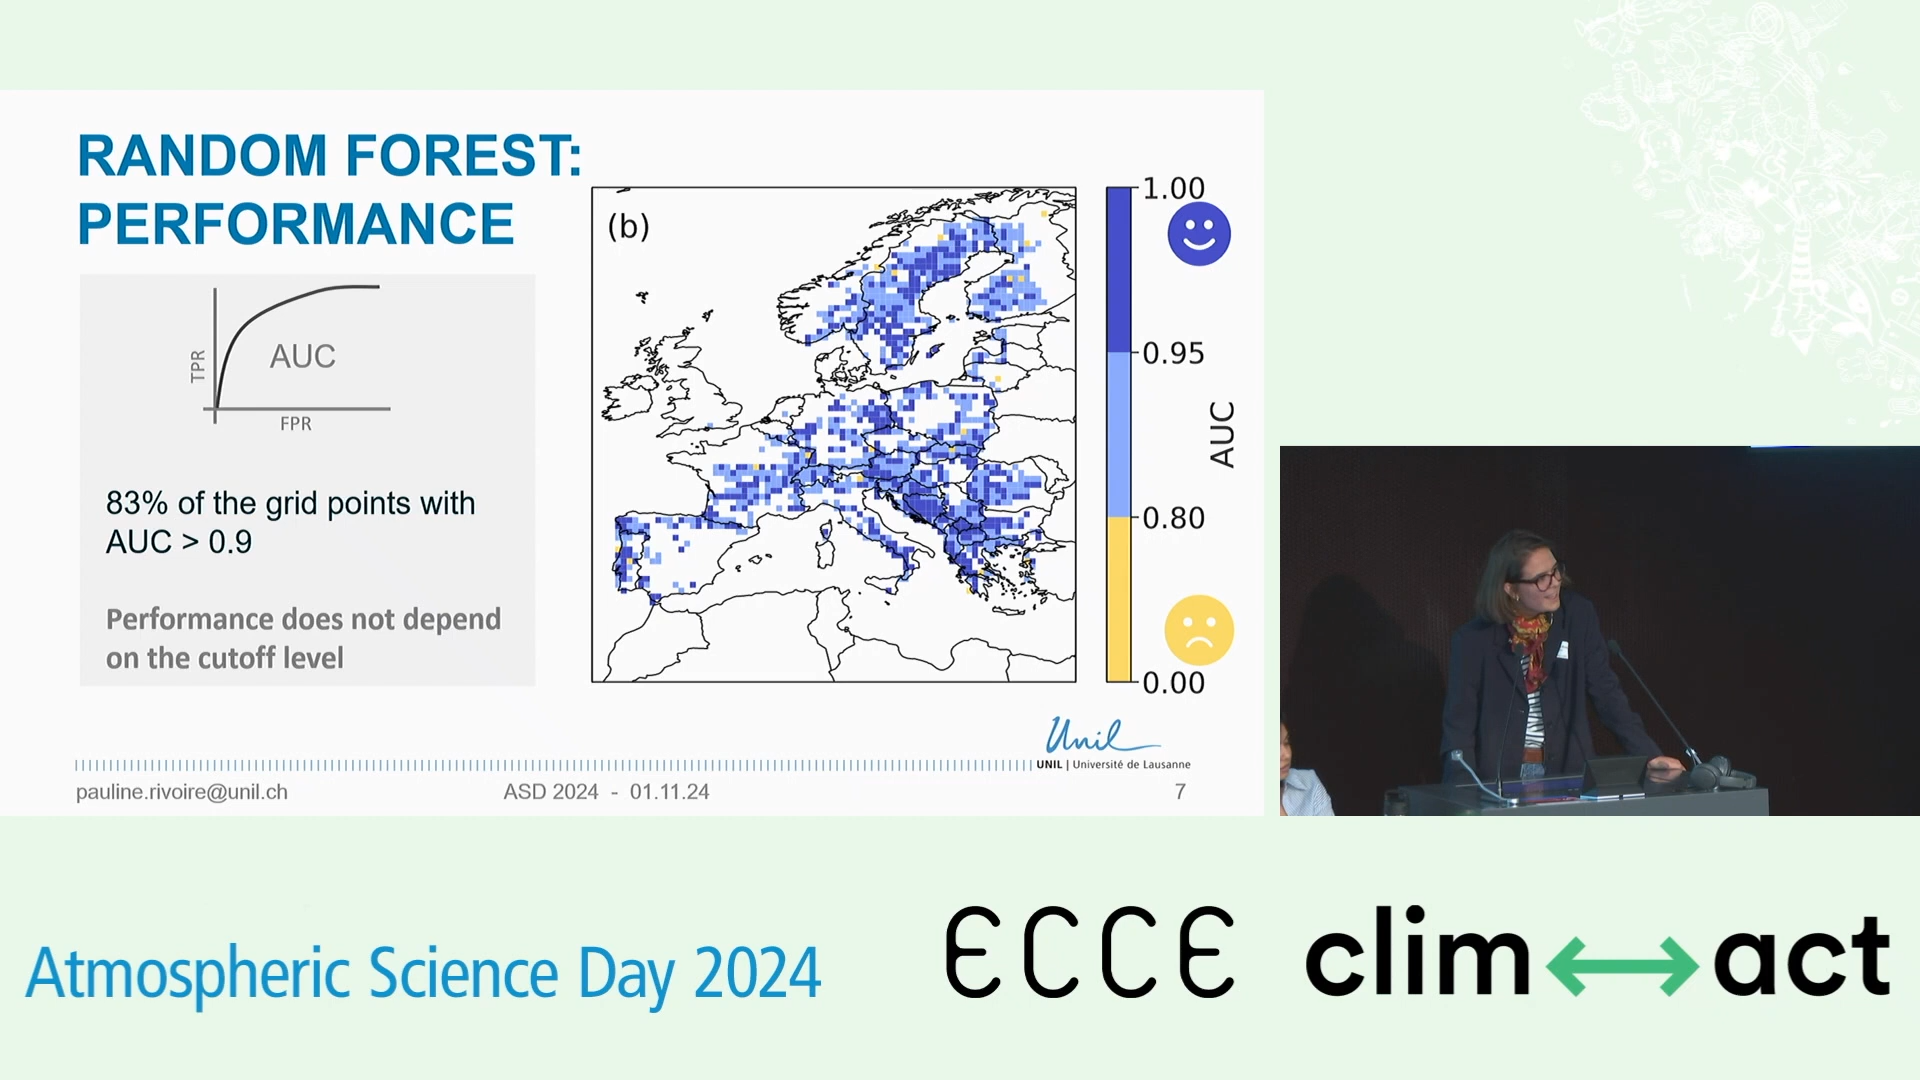 RANDOM FOREST:
PERFORMANCE
TPR
AUC
FPR
83% of the grid points with
AUC > 0.9
Performance does not depend
on the cutoff level
(b)
1.00
0.95
0.80
0.00
AUC
Unil
UNIL | Université de Lausanne
pauline.rivoire@unil.ch
ASD 2024 - 01.11.24
7
Atmospheric Science Day 2024
ECCE
clim act